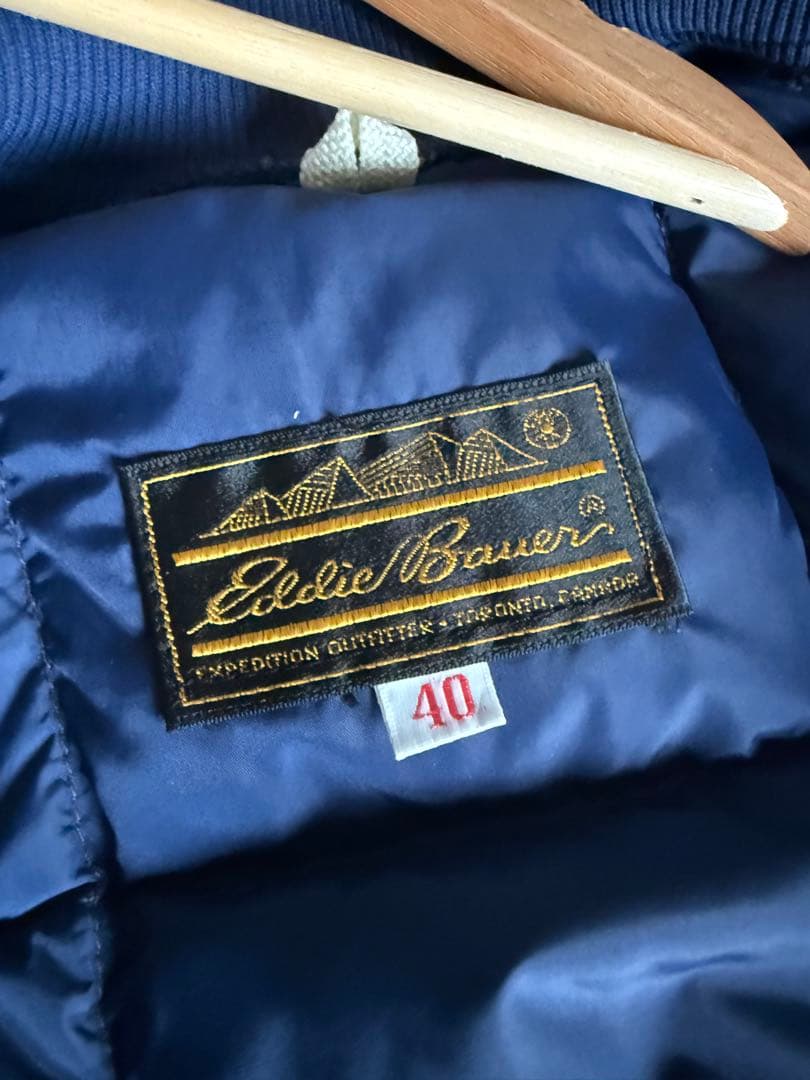 Eddie Bauer
EXPEDITION OUTFITTER • TORONTO, CANADA
40